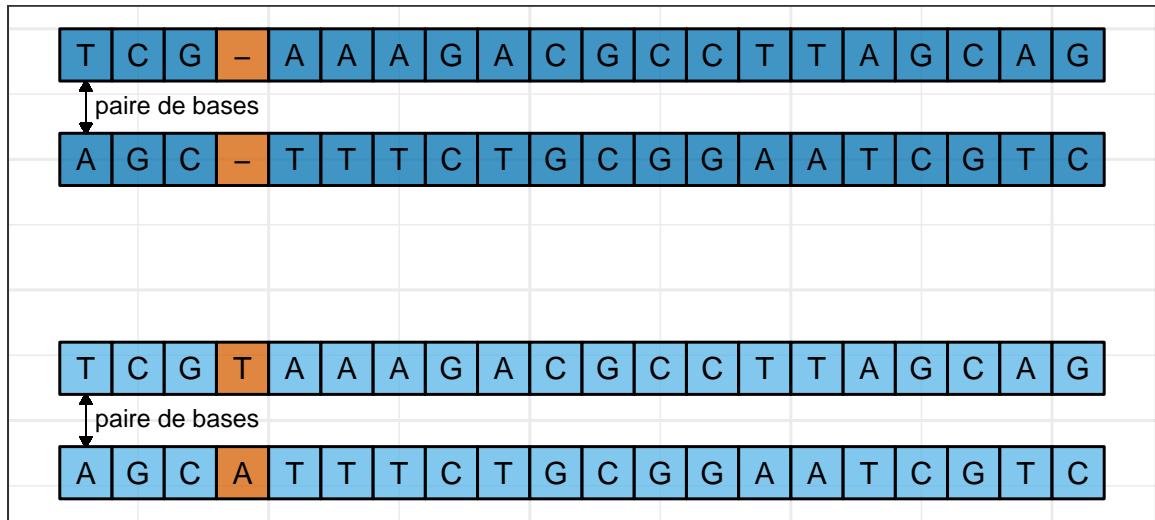 T C G – A A A G A C G C C T T A G C A G
paire de bases
A G C – T T T C T G C G G A A T C G T C
T C G T A A A G A C G C C T T A G C A G
paire de bases
A G C A T T T C T G C G G A A T C G T C